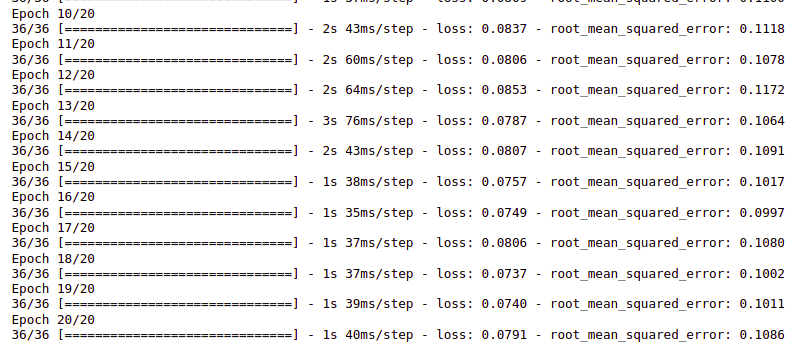 Epoch 10/20
36/36 [==============================] - 2s 43ms/step - loss: 0.0837 - root_mean_squared_error: 0.1118
Epoch 11/20
36/36 [==============================] - 2s 60ms/step - loss: 0.0806 - root_mean_squared_error: 0.1078
Epoch 12/20
36/36 [==============================] - 2s 64ms/step - loss: 0.0853 - root_mean_squared_error: 0.1172
Epoch 13/20
36/36 [==============================] - 3s 76ms/step - loss: 0.0787 - root_mean_squared_error: 0.1064
Epoch 14/20
36/36 [==============================] - 2s 43ms/step - loss: 0.0807 - root_mean_squared_error: 0.1091
Epoch 15/20
36/36 [==============================] - 1s 38ms/step - loss: 0.0757 - root_mean_squared_error: 0.1017
Epoch 16/20
36/36 [==============================] - 1s 35ms/step - loss: 0.0749 - root_mean_squared_error: 0.0997
Epoch 17/20
36/36 [==============================] - 1s 37ms/step - loss: 0.0806 - root_mean_squared_error: 0.1080
Epoch 18/20
36/36 [==============================] - 1s 37ms/step - loss: 0.0737 - root_mean_squared_error: 0.1002
Epoch 19/20
36/36 [==============================] - 1s 39ms/step - loss: 0.0740 - root_mean_squared_error: 0.1011
Epoch 20/20
36/36 [==============================] - 1s 40ms/step - loss: 0.0791 - root_mean_squared_error: 0.1086